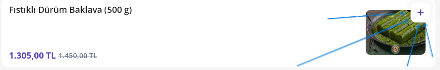 Fıstıklı Dürüm Baklava (500 g)
+
1.305,00 TL 1.450,00 TL